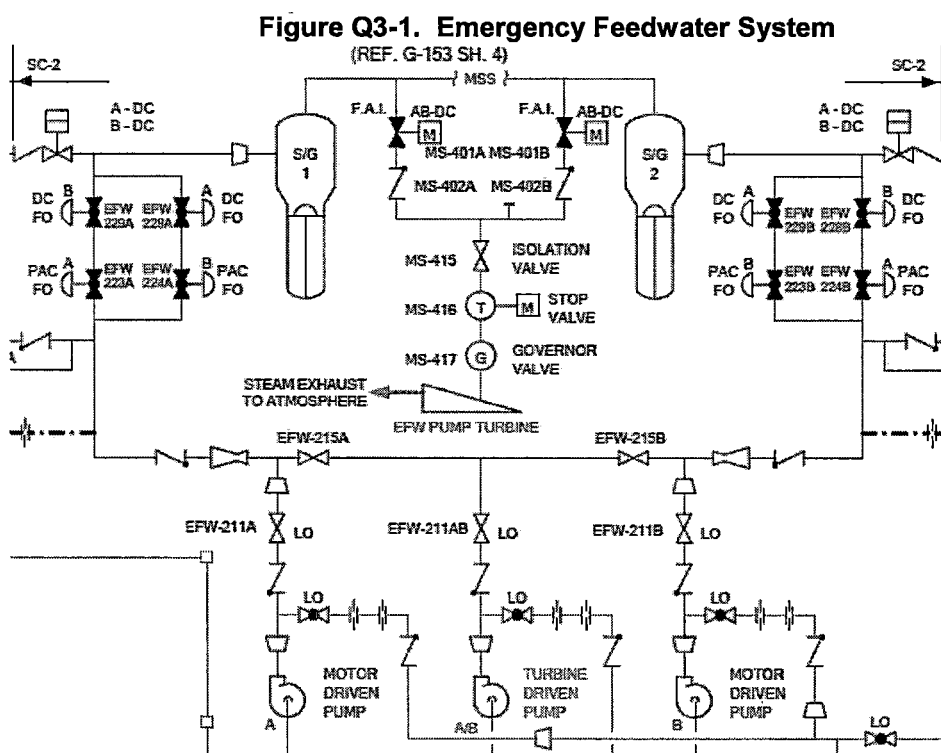 Figure Q3-1. Emergency Feedwater System
(REF. G-153 SH. 4)
SC-2
MSS
SC-2
A - DC
B - DC
F.A.I.
AB-DC
M
F.A.I.
AB-DC
M
A - DC
B - DC
S/G
1
MS-401A
MS-401B
S/G
2
MS-402A
MS-402B
DC
FO
B
EFW
229A
EFW
228A
A
DC
FO
DC
FO
A
EFW
229B
EFW
228B
B
DC
FO
MS-415
ISOLATION
VALVE
PAC
FO
A
EFW
223A
EFW
224A
B
PAC
FO
PAC
FO
B
EFW
223B
EFW
224B
A
PAC
FO
MS-416
T
M
STOP
VALVE
A
MS-417
G
GOVERNOR
VALVE
STEAM EXHAUST
TO ATMOSPHERE
EFW PUMP TURBINE
EFW-215A
EFW-215B
EFW-211A
LO
EFW-211AB
LO
EFW-211B
LO
LO
LO
LO
MOTOR
DRIVEN
PUMP
A
TURBINE
DRIVEN
PUMP
A/B
MOTOR
DRIVEN
PUMP
B
LO